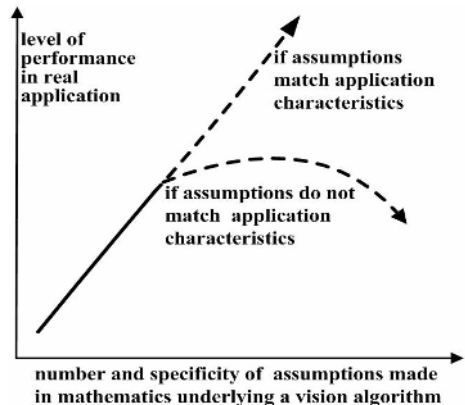 level of
performance
in real
application
if assumptions
match application
characteristics
if assumptions do not
match application
characteristics
number and specificity of assumptions made
in mathematics underlying a vision algorithm